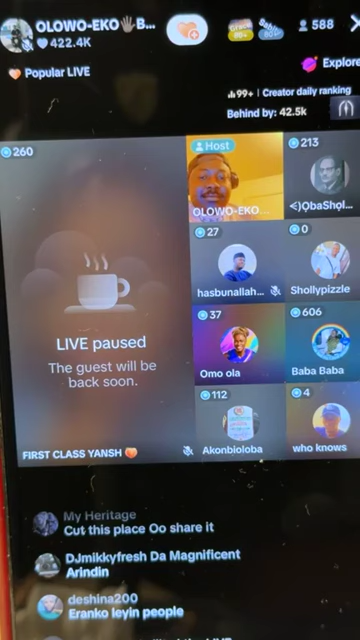 OLOWO-EKO🖐🏿B...
422.4K
588
Popular LIVE
Explore
99+ | Creator daily ranking
Behind by: 42.5k
260
Host
OLOWO-EKO...
213
<)ỌbaShọl...
27
hasbunallah...
0
Shollypizzle
LIVE paused
The guest will be
back soon.
37
Omo ola
606
Baba Baba
112
Akonbioloba
4
who knows
FIRST CLASS YANSH
My Heritage
Cut this place Oo share it
DJmikkyfresh Da Magnificent
Arindin
deshina200
Eranko leyin people